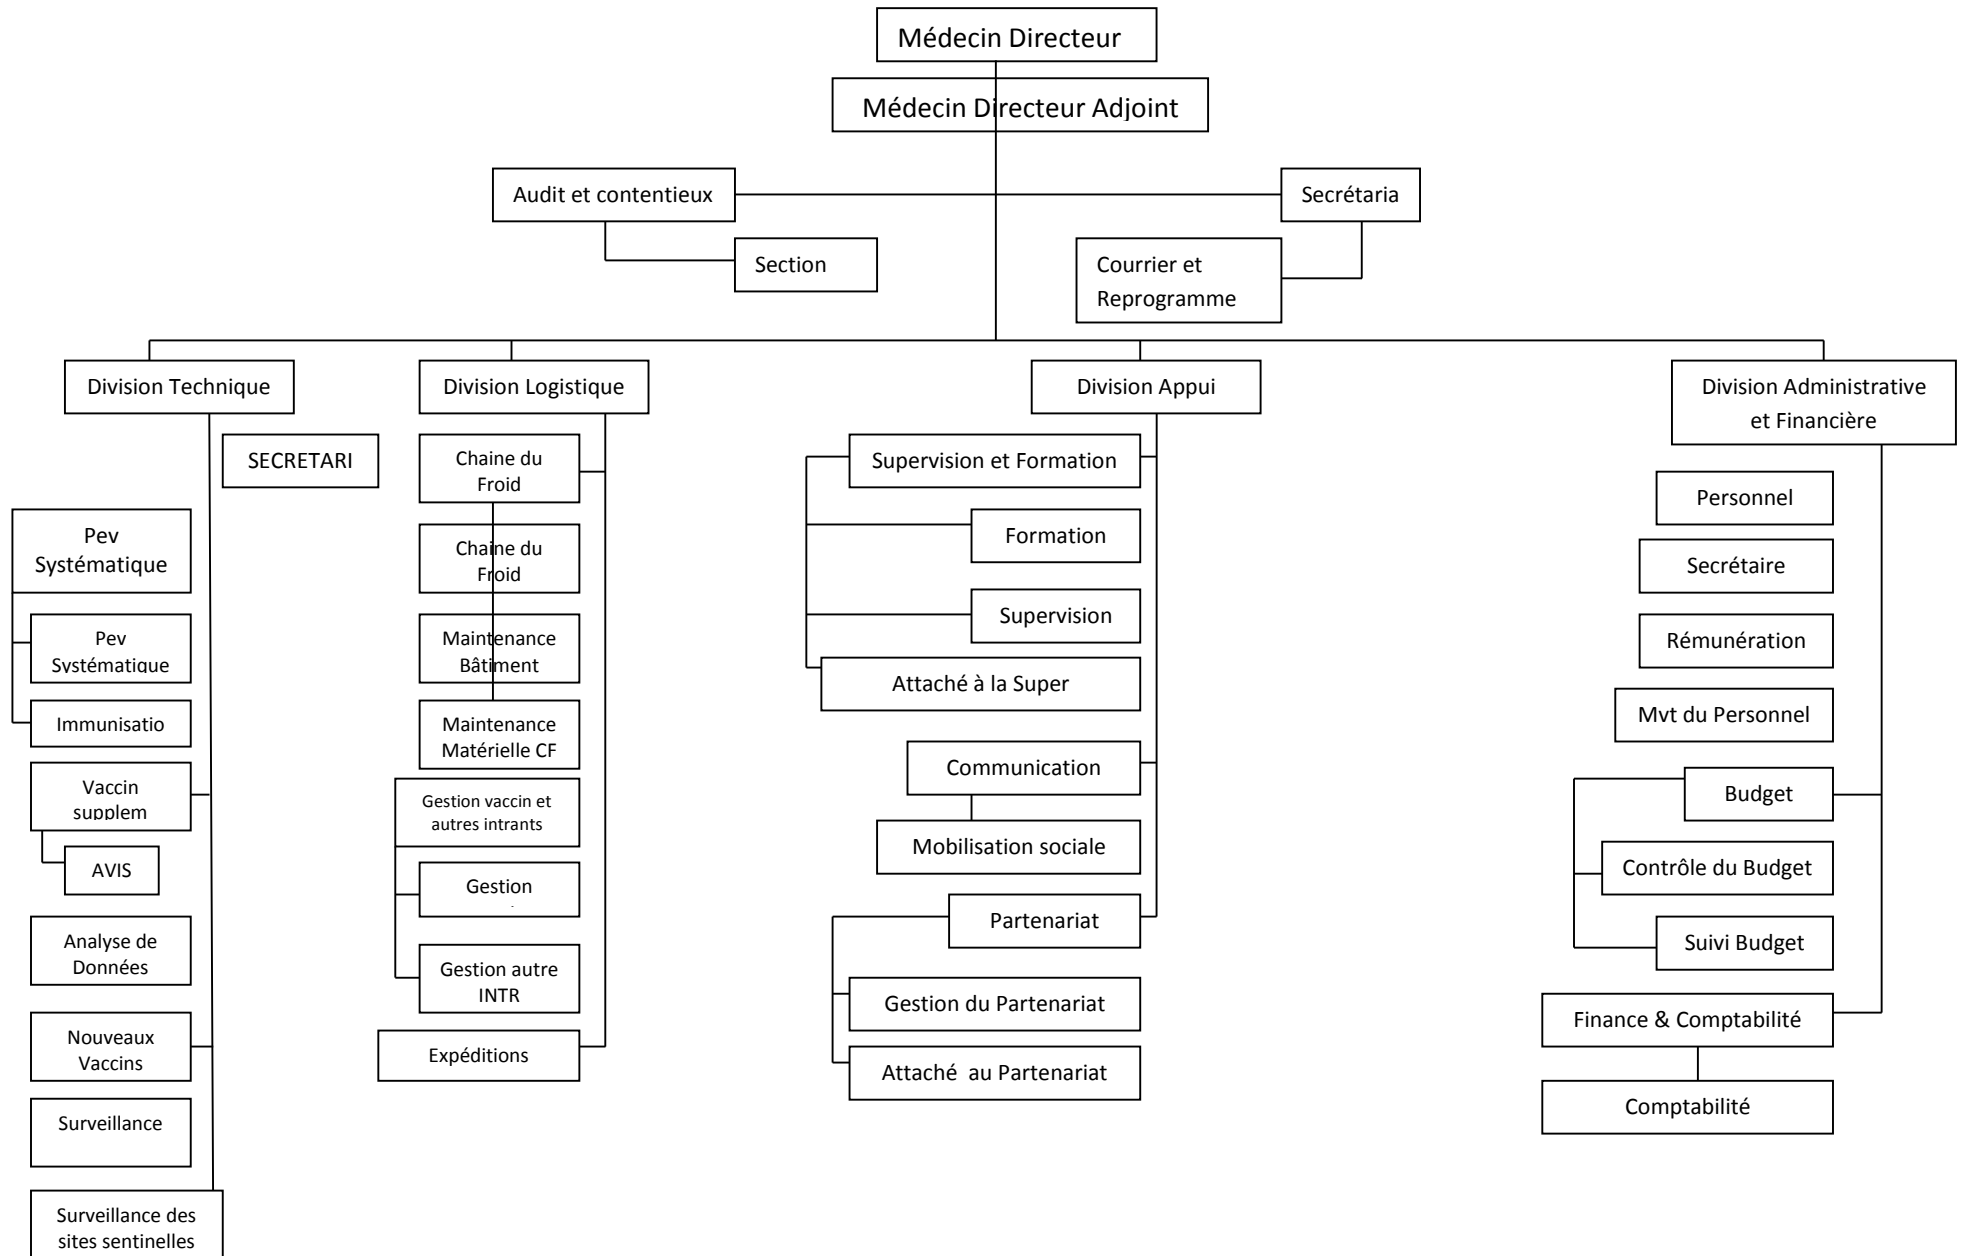 Médecin Directeur
Médecin Directeur Adjoint
Audit et contentieux
Secrétaria
Section
Courrier et
Reprogramme
Division Technique
SECRETARI
Pev
Systématique
Pev
Systématique
Immunisatio
Vaccin
supplem
AVIS
Analyse de
Données
Nouveaux
Vaccins
Surveillance
Surveillance des
sites sentinelles
Division Logistique
Chaine du
Froid
Chaine du
Froid
Maintenance
Bâtiment
Maintenance
Matérielle CF
Gestion vaccin et
autres intrants
Gestion
Gestion autre
INTR
Expéditions
Division Appui
Supervision et Formation
Formation
Supervision
Attaché à la Super
Communication
Mobilisation sociale
Partenariat
Gestion du Partenariat
Attaché au Partenariat
Division Administrative
et Financière
Personnel
Secrétaire
Rémunération
Mvt du Personnel
Budget
Contrôle du Budget
Suivi Budget
Finance & Comptabilité
Comptabilité